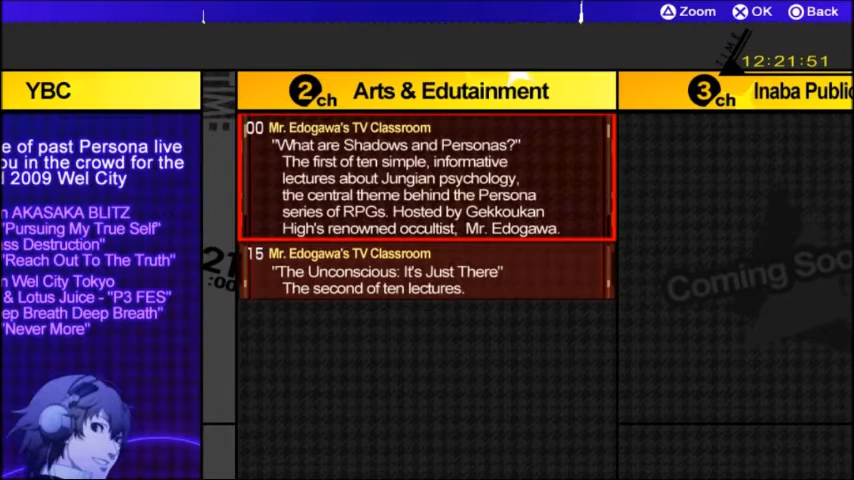 Zoom OK Back
TIME
12:21:51
YBC
2ch Arts & Edutainment
3ch Inaba Public
e of past Persona live
ou in the crowd for the
2009 Wel City
n AKASAKA BLITZ
"Pursuing My True Self"
ss Destruction"
"Reach Out To The Truth"
n Wel City Tokyo
& Lotus Juice - "P3 FES"
ep Breath Deep Breath"
"Never More"
21
:00
00 Mr. Edogawa's TV Classroom
"What are Shadows and Personas?"
The first of ten simple, informative
lectures about Jungian psychology,
the central theme behind the Persona
series of RPGs. Hosted by Gekkoukan
High's renowned occultist, Mr. Edogawa.
15 Mr. Edogawa's TV Classroom
"The Unconscious: It's Just There"
The second of ten lectures.
Coming Soo